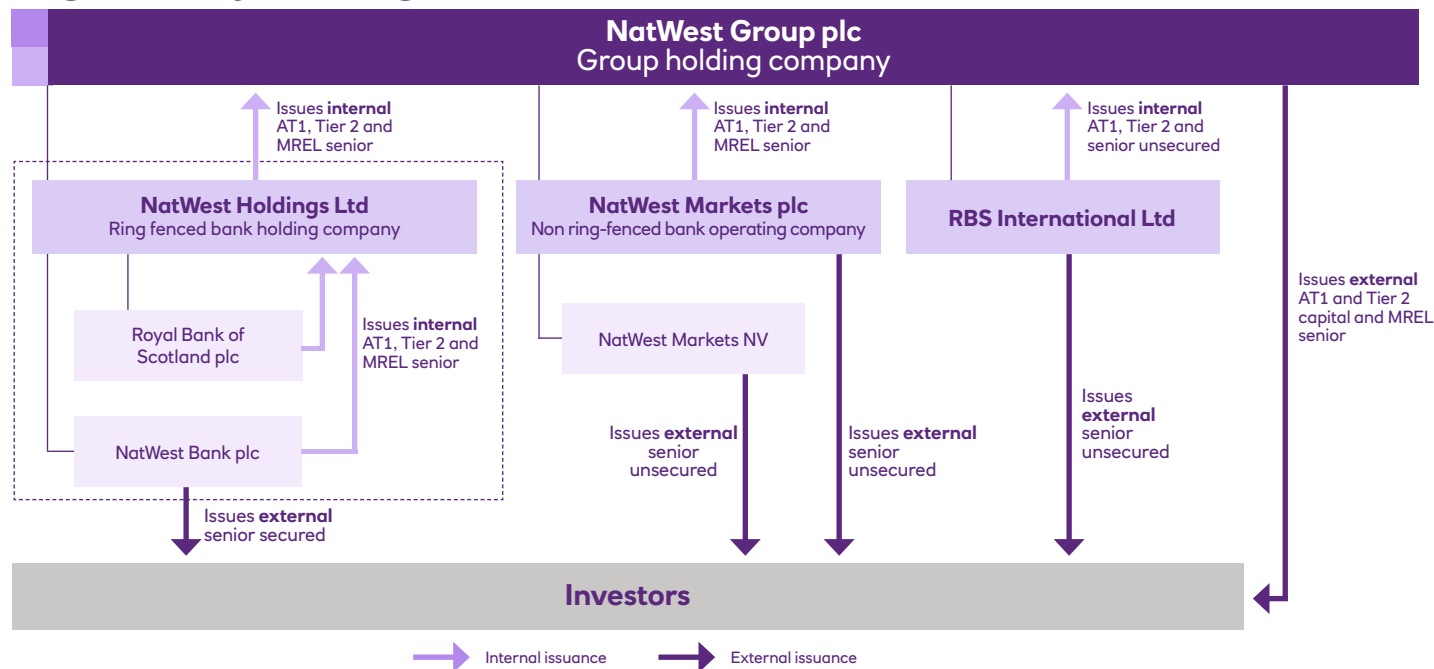 NatWest Group plc
Group holding company
Issues internal
AT1, Tier 2 and
MREL senior
Issues internal
AT1, Tier 2 and
MREL senior
Issues internal
AT1, Tier 2 and
senior unsecured
NatWest Holdings Ltd
Ring fenced bank holding company
NatWest Markets plc
Non ring-fenced bank operating company
RBS International Ltd
Issues external
AT1 and Tier 2
capital and MREL
senior
Royal Bank of
Scotland plc
Issues internal
AT1, Tier 2 and
MREL senior
NatWest Markets NV
NatWest Bank plc
Issues external
senior
unsecured
Issues external
senior
unsecured
Issues
external
senior
unsecured
Issues external
senior secured
Investors
Internal issuance
External issuance